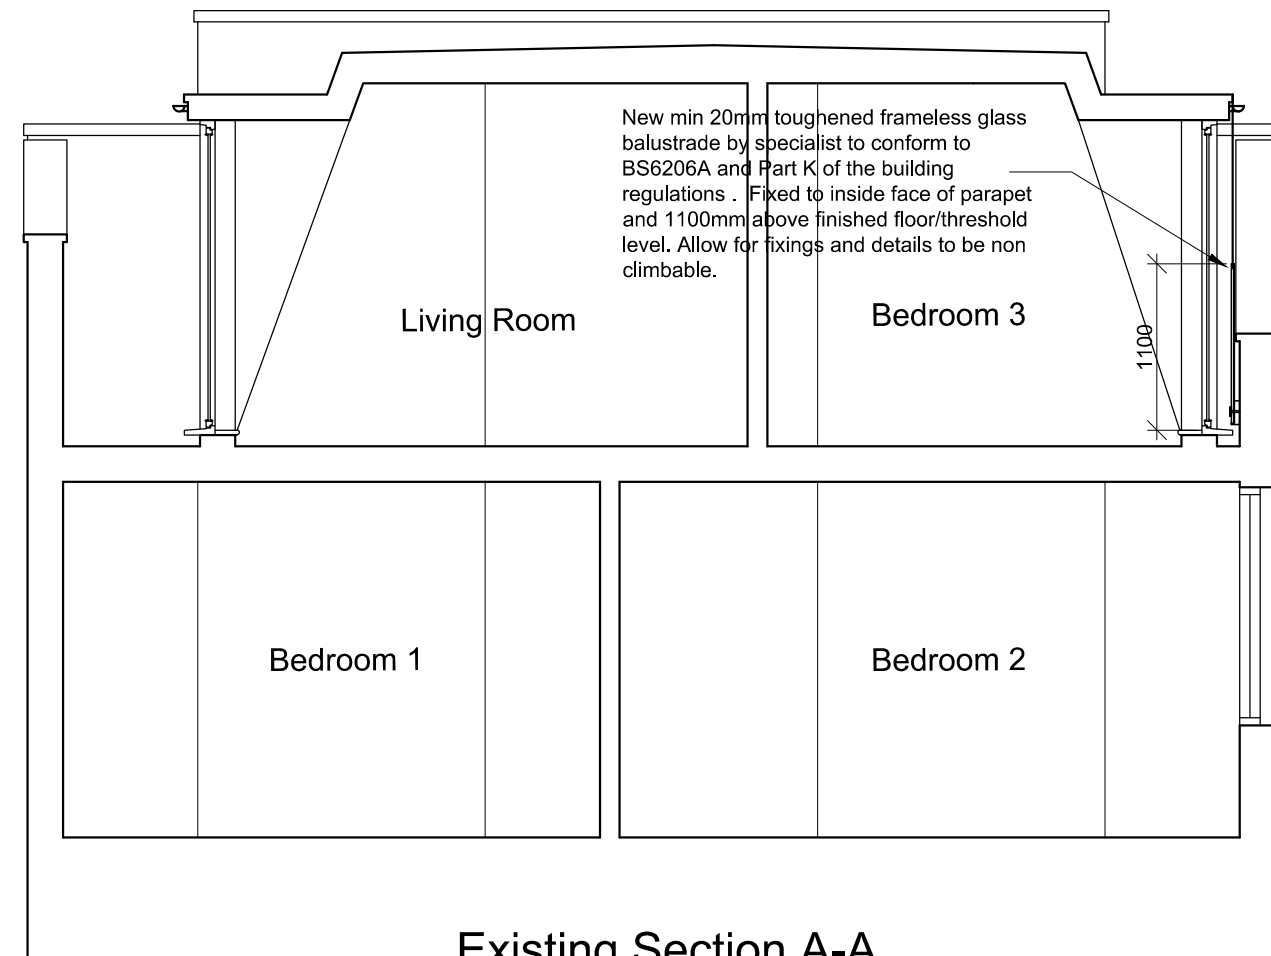 New min 20mm toughened frameless glass
balustrade by specialist to conform to
BS6206A and Part K of the building
regulations . Fixed to inside face of parapet
and 1100mm above finished floor/threshold
level. Allow for fixings and details to be non
climbable.
Living Room
Bedroom 3
1100
Bedroom 1
Bedroom 2
Existing Section A-A